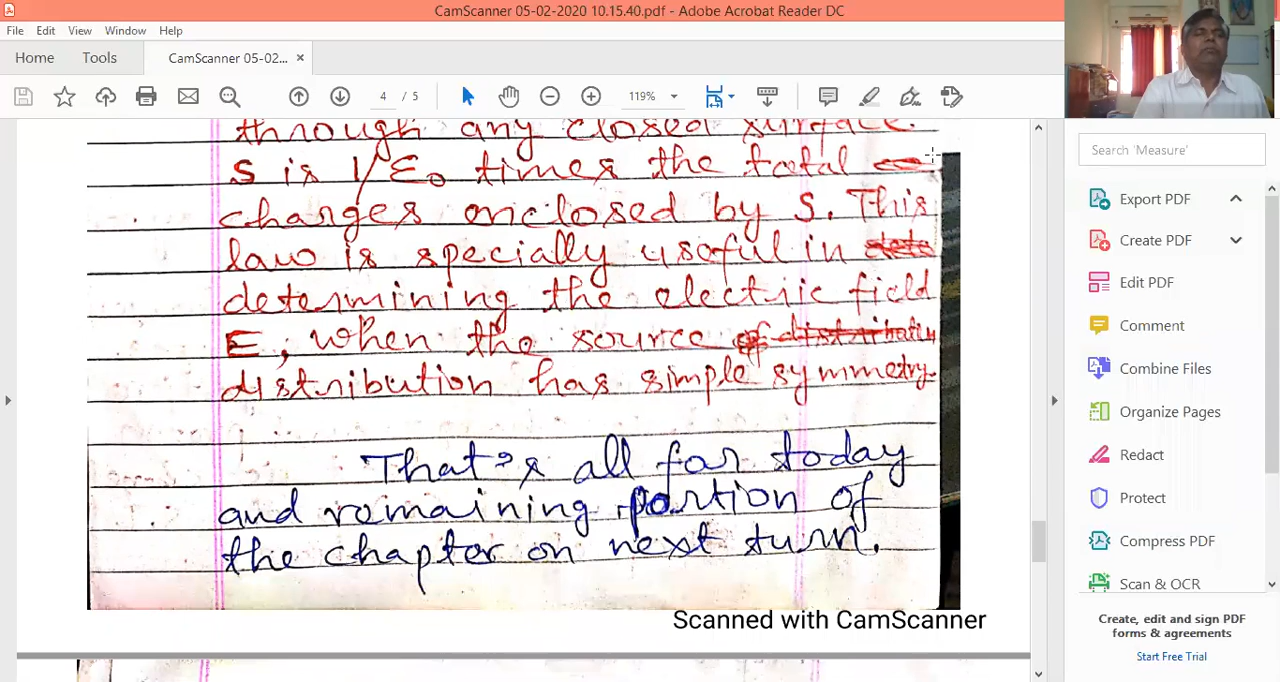 CamScanner 05-02-2020 10.15.40.pdf - Adobe Acrobat Reader DC
File Edit View Window Help
Home Tools CamScanner 05-02... ×
4 / 5 119%
through any closed surface.
S is 1/ε₀ times the total
charges enclosed by S. This
law is specially useful in
determining the electric field
E, when the source
distribution has simple symmetry.
That's all for today
and remaining portion of
the chapter on next turn.
Scanned with CamScanner
Search 'Measure'
Export PDF
Create PDF
Edit PDF
Comment
Combine Files
Organize Pages
Redact
Protect
Compress PDF
Scan & OCR
Create, edit and sign PDF
forms & agreements
Start Free Trial